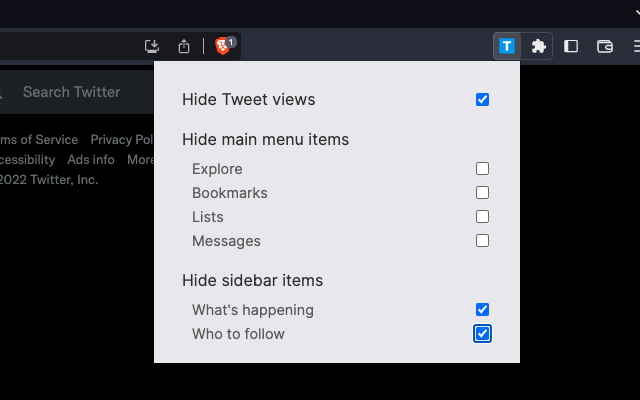 1
T
Search Twitter
Hide Tweet views
Hide main menu items
ms of Service Privacy Pol
cessibility Ads info More
2022 Twitter, Inc.
Explore
Bookmarks
Lists
Messages
Hide sidebar items
What's happening
Who to follow